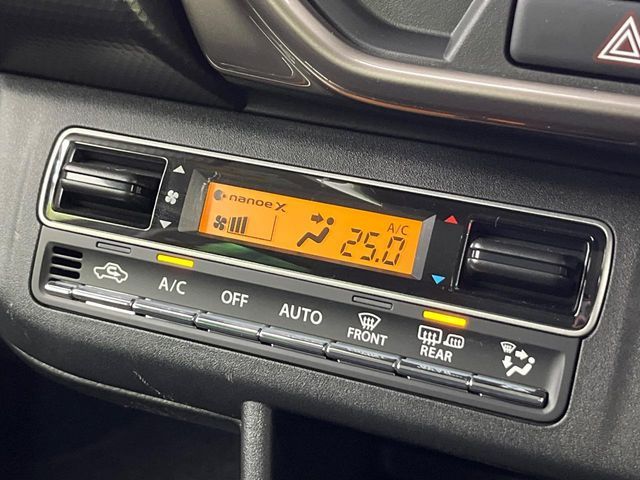 nanoe X
A/C
25.0
A/C
OFF
AUTO
FRONT
REAR